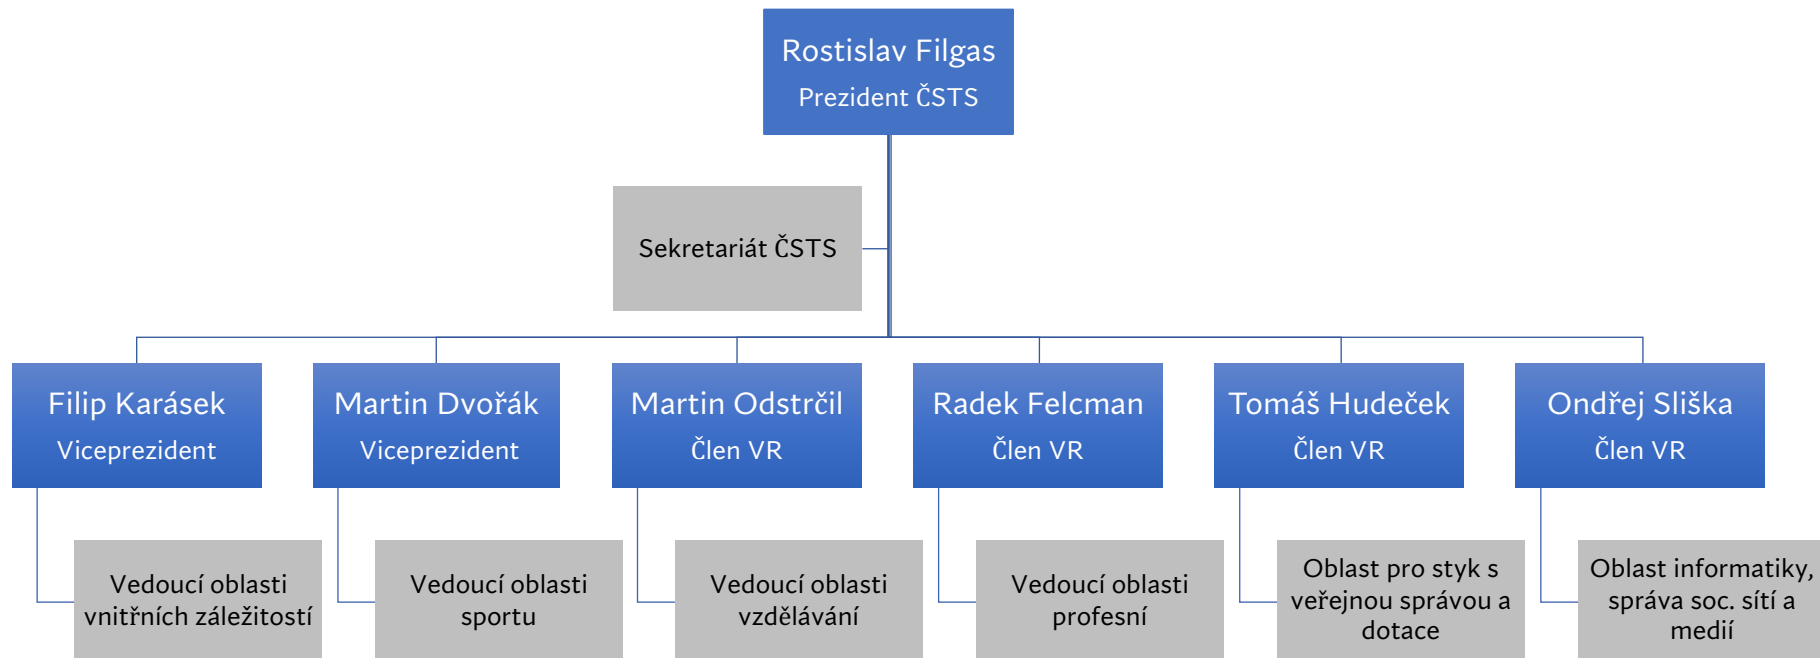 Rostislav Filgas
Prezident ČSTS
Sekretariát ČSTS
Filip Karásek
Viceprezident
Martin Dvořák
Viceprezident
Martin Odstrčil
Člen VR
Radek Felcman
Člen VR
Tomáš Hudeček
Člen VR
Ondřej Sliška
Člen VR
Vedoucí oblasti
vnitřních záležitostí
Vedoucí oblasti
sportu
Vedoucí oblasti
vzdělávání
Vedoucí oblasti
profesní
Oblast pro styk s
veřejnou správou a
dotace
Oblast informatiky,
správa soc. sítí a
medií